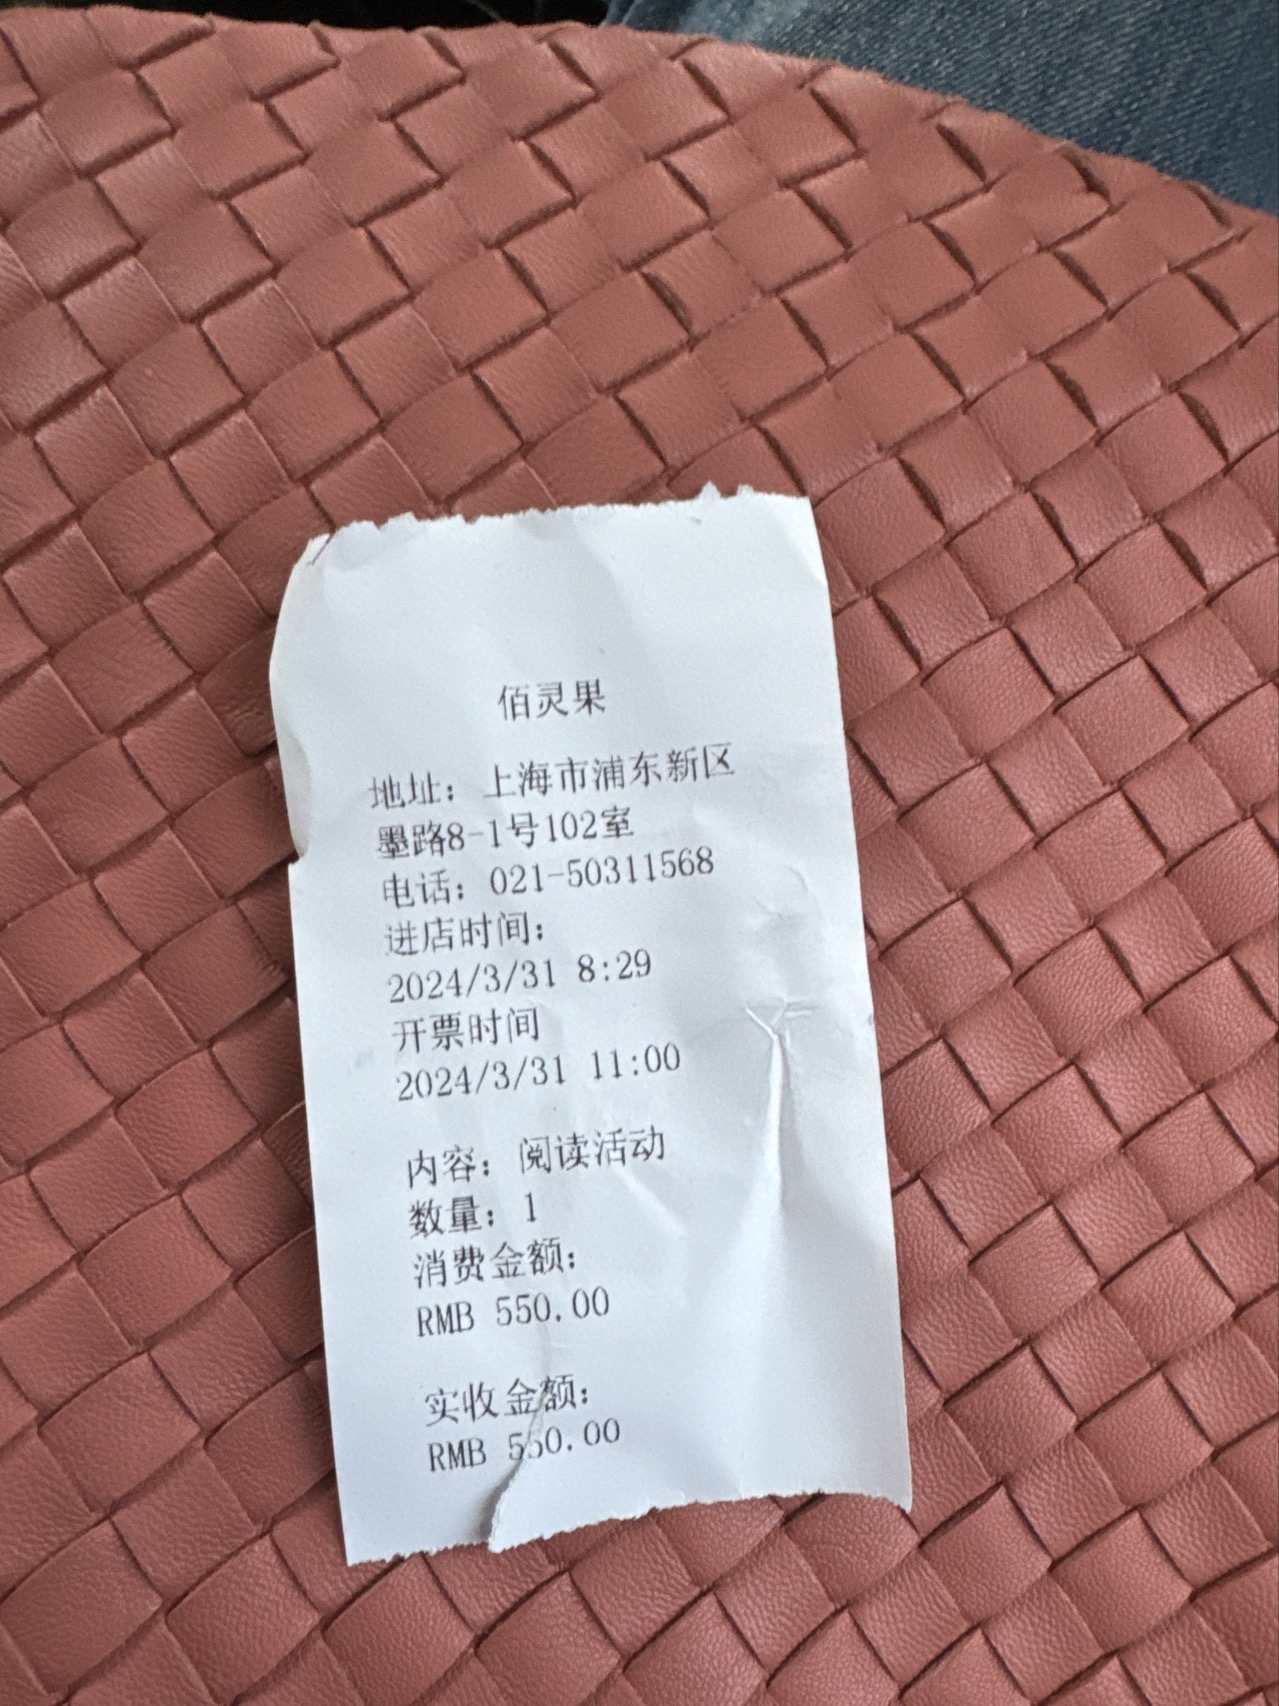 佰灵果
地址：上海市浦东新区
墨路8-1号102室
电话：021-50311568
进店时间：
2024/3/31 8:29
开票时间
2024/3/31 11:00
内容：阅读活动
数量：1
消费金额：
RMB 550.00
实收金额：
RMB 550.00